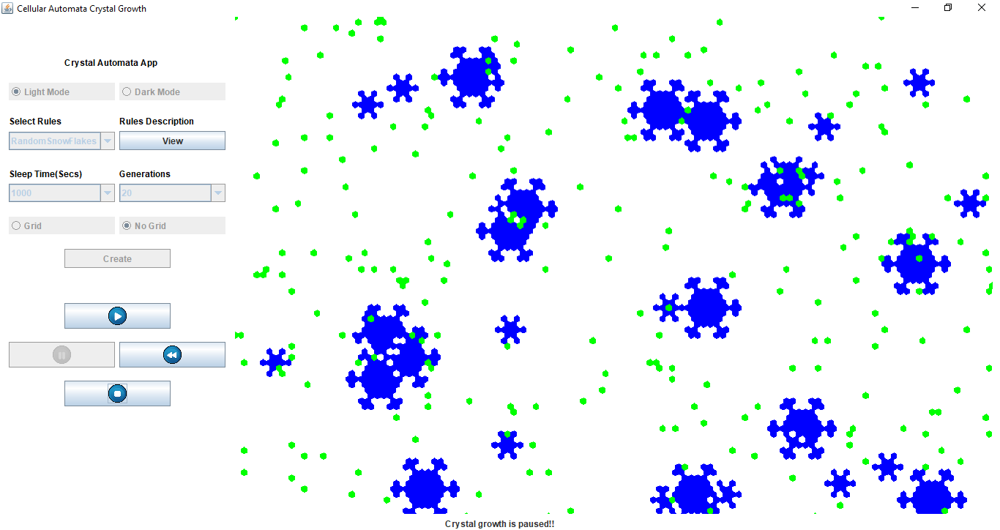 Cellular Automata Crystal Growth
Crystal Automata App
Light Mode Dark Mode
Select Rules Rules Description
RandomSnowFlakes View
Sleep Time(Secs) Generations
1000 20
Grid No Grid
Create
Crystal growth is paused!!